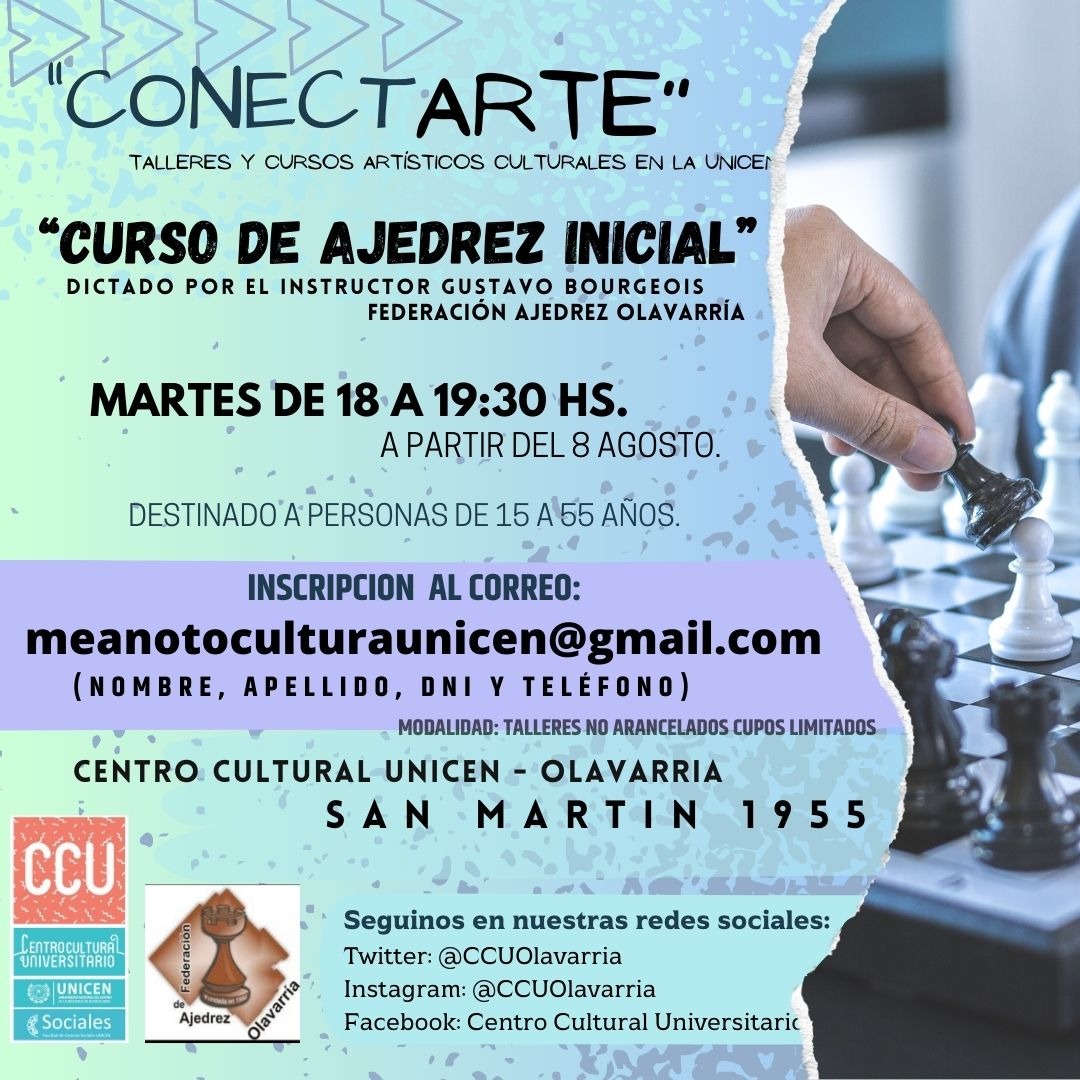 "CONECTARTE"
TALLERES Y CURSOS ARTÍSTICOS CULTURALES EN LA UNICEN
"CURSO DE AJEDREZ INICIAL"
DICTADO POR EL INSTRUCTOR GUSTAVO BOURGEOIS
FEDERACIÓN AJEDREZ OLAVARRÍA
MARTES DE 18 A 19:30 HS.
A PARTIR DEL 8 AGOSTO.
DESTINADO A PERSONAS DE 15 A 55 AÑOS.
INSCRIPCION AL CORREO:
meanotoculturaunicen@gmail.com
(NOMBRE, APELLIDO, DNI Y TELÉFONO)
MODALIDAD: TALLERES NO ARANCELADOS CUPOS LIMITADOS
CENTRO CULTURAL UNICEN - OLAVARRIA
SAN MARTIN 1955
CCU
CENTRO CULTURAL
UNIVERSITARIO
UNICEN
Sociales
Federación
de
Ajedrez
Olavarría
Seguinos en nuestras redes sociales:
Twitter: @CCUOlavarria
Instagram: @CCUOlavarria
Facebook: Centro Cultural Universitario